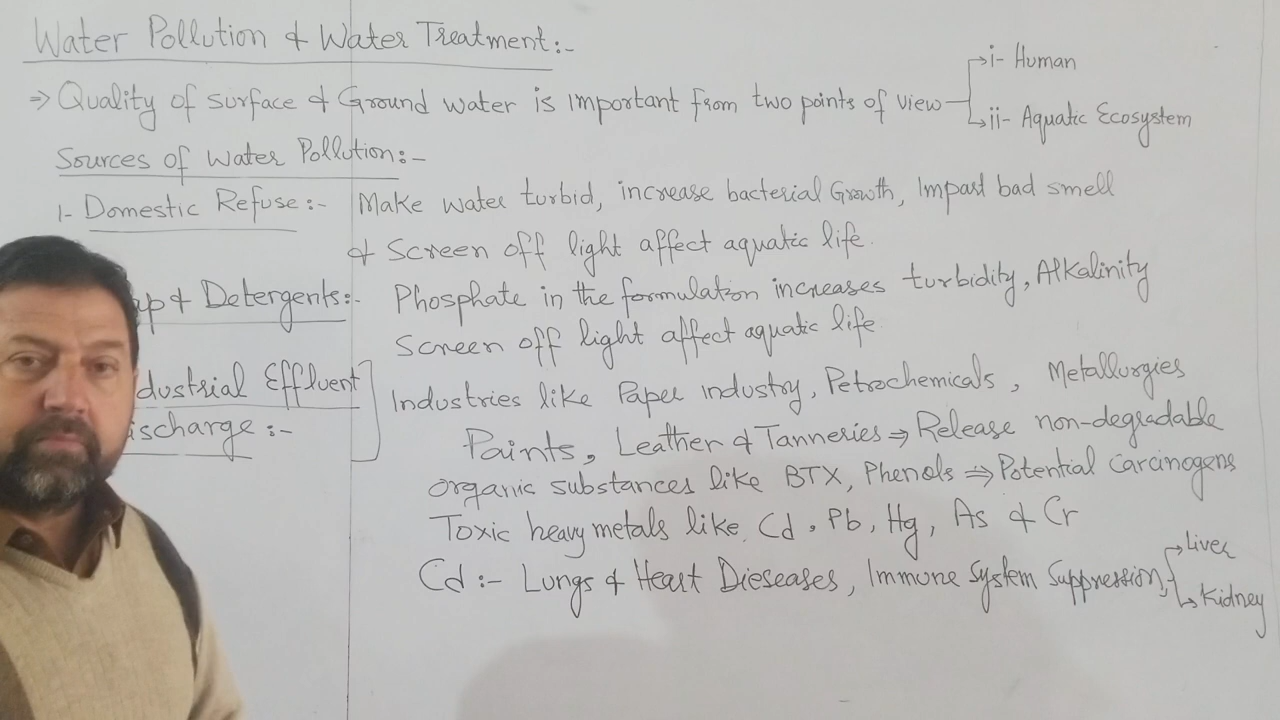 Water Pollution & Water Treatment:-
⇒ Quality of surface & Ground water is important from two points of view
→ i- Human
→ ii- Aquatic Ecosystem
Sources of Water Pollution:-
1- Domestic Refuse:- Make water turbid, increase bacterial Growth, Impart bad smell
& Screen off light affect aquatic life.
ap & Detergents:- Phosphate in the formulation increases turbidity, Alkalinity
Screen off light affect aquatic life.
dustrial Effluent
ischarge :-
Industries like Paper industry, Petrochemicals, Metallurgies
Paints, Leather & Tanneries ⇒ Release non-degradable
organic substances like BTX, Phenols ⇒ Potential Carcinogens
Toxic heavy metals like Cd, Pb, Hg, As & Cr
Cd :- Lungs & Heart Dieseases, Immune System Suppression,
→ Liver
→ Kidney